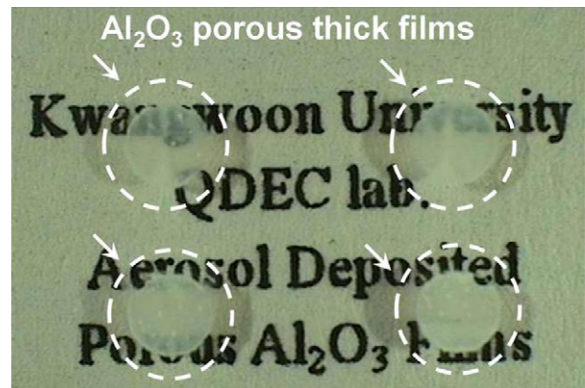 Al₂O₃ porous thick films
Kwangwoon University
QDEC lab.
Aerosol Deposited
Porous Al₂O₃ Films